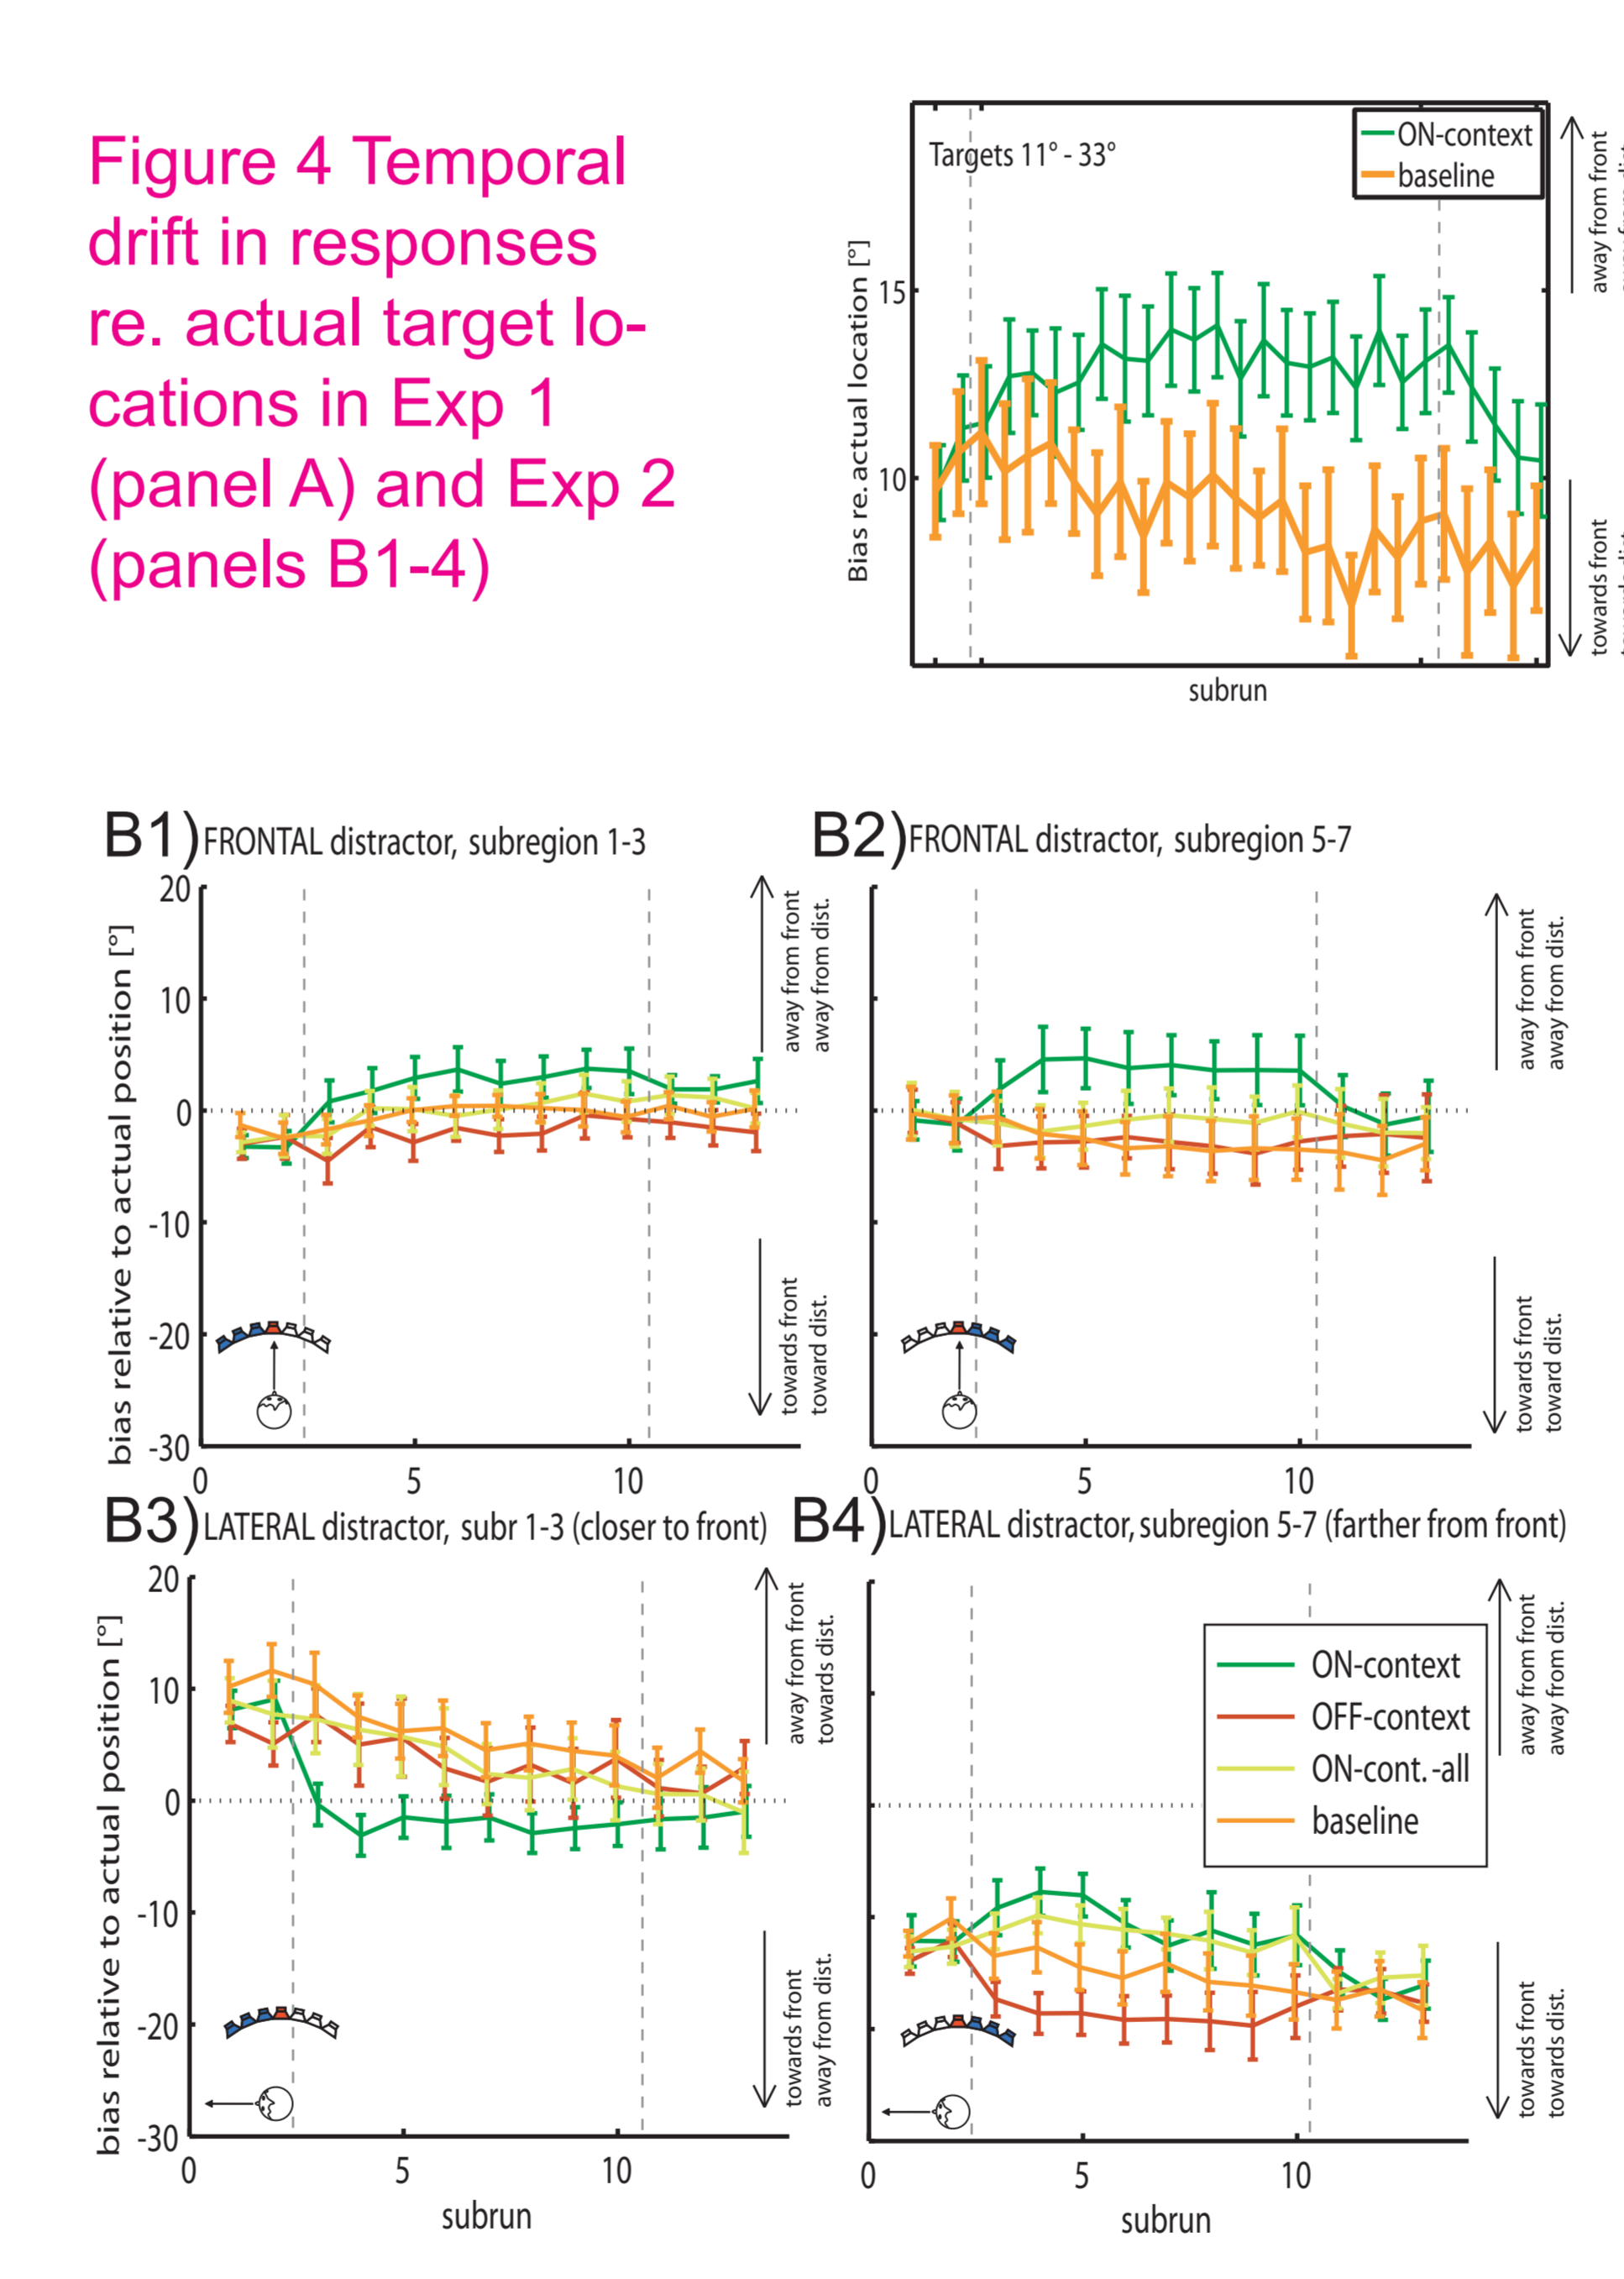 Figure 4 Temporal
drift in responses
re. actual target lo-
cations in Exp 1
(panel A) and Exp 2
(panels B1-4)
Targets 11° - 33°
ON-context
baseline
Bias re. actual location [°]
15
10
subrun
away from front
towards front
B1) FRONTAL distractor, subregion 1-3
bias relative to actual position [°]
20
10
0
-10
-20
-30
0 5 10
away from front
away from dist.
towards front
toward dist.
B2) FRONTAL distractor, subregion 5-7
0 5 10
away from front
away from dist.
towards front
toward dist.
B3) LATERAL distractor, subr 1-3 (closer to front)
bias relative to actual position [°]
20
10
0
-10
-20
-30
0 5 10
subrun
away from front
towards dist.
towards front
away from dist.
B4) LATERAL distractor, subregion 5-7 (farther from front)
ON-context
OFF-context
ON-cont.-all
baseline
0 5 10
subrun
away from front
away from dist.
towards front
towards dist.